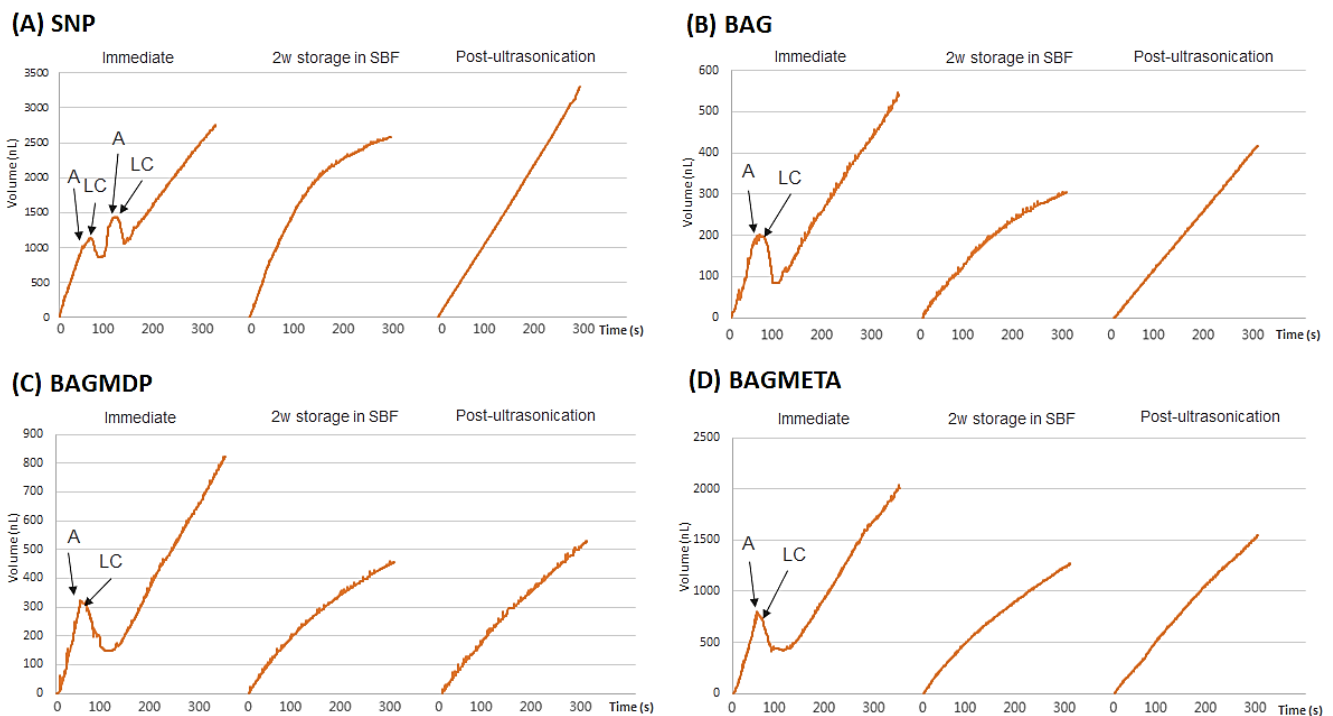 (A) SNP
Immediate 2w storage in SBF Post-ultrasonication
Volume (nL)
3500
3000
2500
2000
1500
1000
500
0
A LC A LC
0 100 200 300 0 100 200 300 0 100 200 300 Time (s)
(B) BAG
Immediate 2w storage in SBF Post-ultrasonication
Volume (nL)
600
500
400
300
200
100
0
A LC
0 100 200 300 0 100 200 300 0 100 200 300 Time (s)
(C) BAGMDP
Immediate 2w storage in SBF Post-ultrasonication
Volume (nL)
900
800
700
600
500
400
300
200
100
0
A LC
0 100 200 300 0 100 200 300 0 100 200 300 Time (s)
(D) BAGMETA
Immediate 2w storage in SBF Post-ultrasonication
Volume (nL)
2500
2000
1500
1000
500
0
A LC
0 100 200 300 0 100 200 300 0 100 200 300 Time (s)